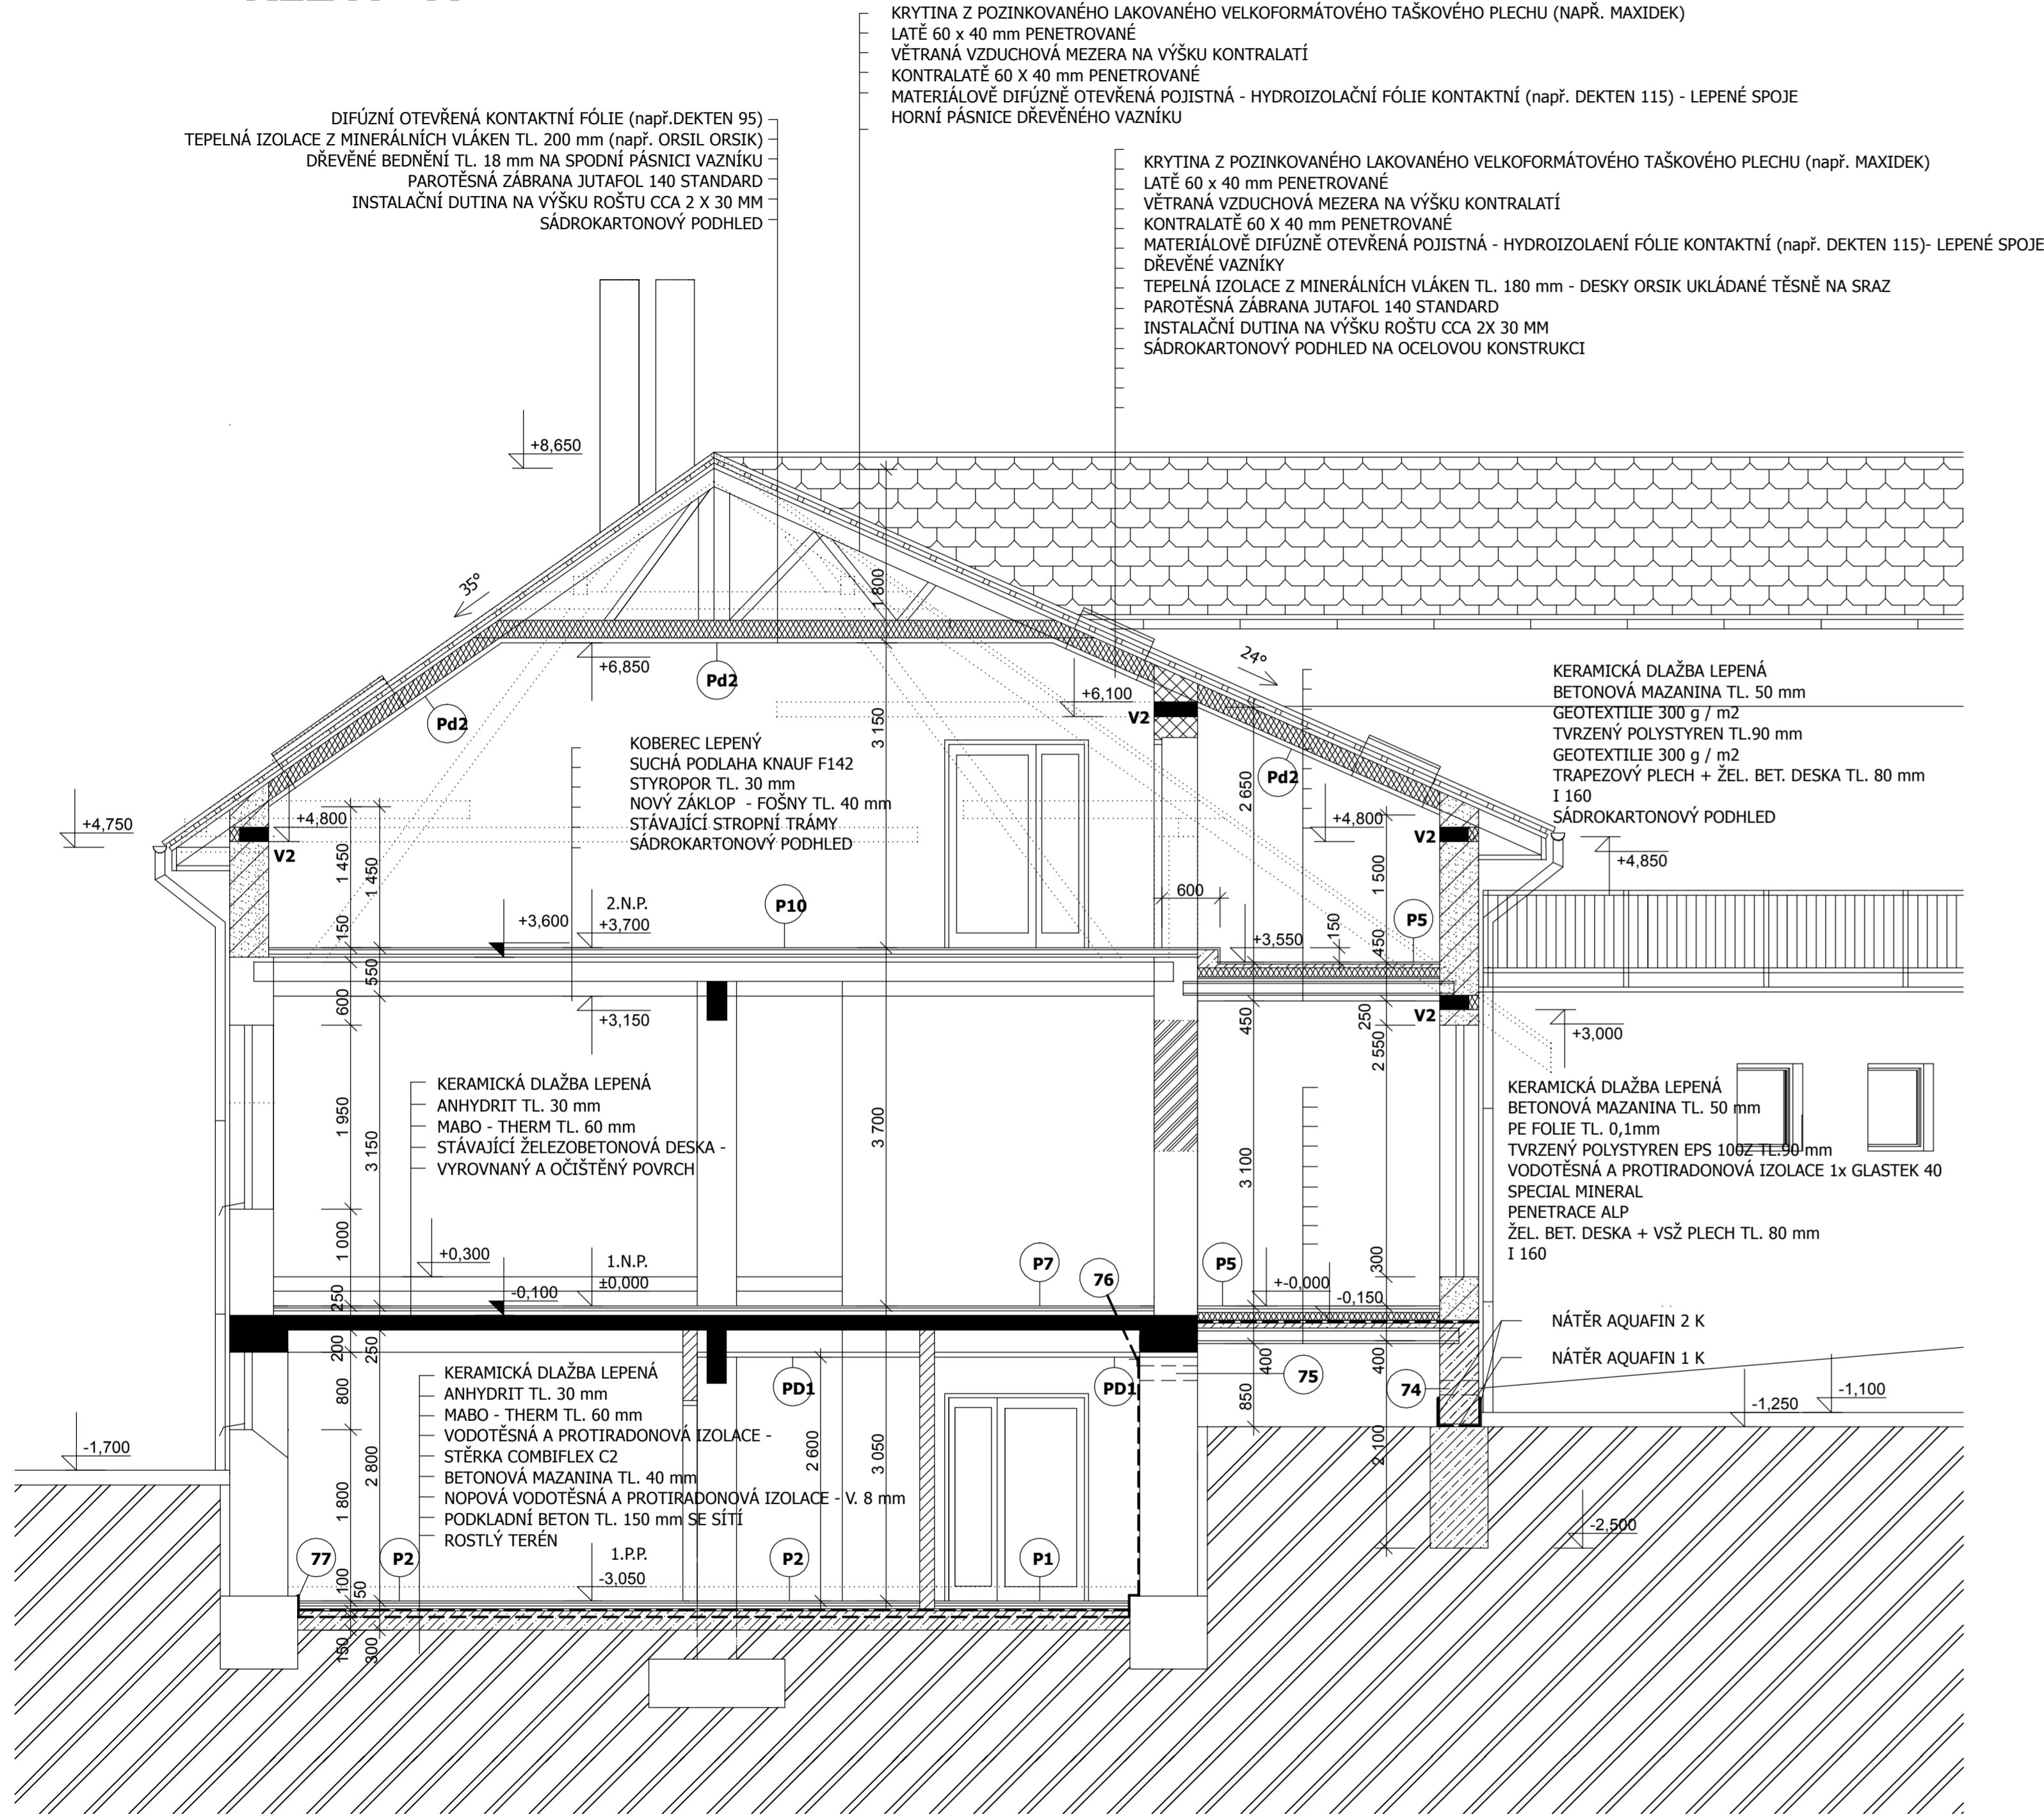 KRYTINA Z POZINKOVANÉHO LAKOVANÉHO VELKOFORMÁTOVÉHO TAŠKOVÉHO PLECHU (NAPŘ. MAXIDEK)
LATĚ 60 x 40 mm PENETROVANÉ
VĚTRANÁ VZDUCHOVÁ MEZERA NA VÝŠKU KONTRALATÍ
KONTRALATĚ 60 X 40 mm PENETROVANÉ
MATERIÁLOVĚ DIFÚZNĚ OTEVŘENÁ POJISTNÁ - HYDROIZOLAČNÍ FÓLIE KONTAKTNÍ (např. DEKTEN 115) - LEPENÉ SPOJE
HORNÍ PÁSNICE DŘEVĚNÉHO VAZNÍKU
DIFÚZNÍ OTEVŘENÁ KONTAKTNÍ FÓLIE (např.DEKTEN 95)
TEPELNÁ IZOLACE Z MINERÁLNÍCH VLÁKEN TL. 200 mm (např. ORSIL ORSIK)
DŘEVĚNÉ BEDNĚNÍ TL. 18 mm NA SPODNÍ PÁSNICI VAZNÍKU
PAROTĚSNÁ ZÁBRANA JUTAFOL 140 STANDARD
INSTALAČNÍ DUTINA NA VÝŠKU ROŠTU CCA 2 X 30 MM
SÁDROKARTONOVÝ PODHLED
KRYTINA Z POZINKOVANÉHO LAKOVANÉHO VELKOFORMÁTOVÉHO TAŠKOVÉHO PLECHU (např. MAXIDEK)
LATĚ 60 x 40 mm PENETROVANÉ
VĚTRANÁ VZDUCHOVÁ MEZERA NA VÝŠKU KONTRALATÍ
KONTRALATĚ 60 X 40 mm PENETROVANÉ
MATERIÁLOVĚ DIFÚZNĚ OTEVŘENÁ POJISTNÁ - HYDROIZOLAENÍ FÓLIE KONTAKTNÍ (např. DEKTEN 115)- LEPENÉ SPOJE
DŘEVĚNÉ VAZNÍKY
TEPELNÁ IZOLACE Z MINERÁLNÍCH VLÁKEN TL. 180 mm - DESKY ORSIK UKLÁDANÉ TĚSNĚ NA SRAZ
PAROTĚSNÁ ZÁBRANA JUTAFOL 140 STANDARD
INSTALAČNÍ DUTINA NA VÝŠKU ROŠTU CCA 2X 30 MM
SÁDROKARTONOVÝ PODHLED NA OCELOVOU KONSTRUKCI
+8,650
35°
1 800
24°
+6,850
Pd2
Pd2
+6,100
V2
3 150
2 650
Pd2
KERAMICKÁ DLAŽBA LEPENÁ
BETONOVÁ MAZANINA TL. 50 mm
GEOTEXTILIE 300 g / m2
TVRZENÝ POLYSTYREN TL.90 mm
GEOTEXTILIE 300 g / m2
TRAPEZOVÝ PLECH + ŽEL. BET. DESKA TL. 80 mm
I 160
SÁDROKARTONOVÝ PODHLED
KOBEREC LEPENÝ
SUCHÁ PODLAHA KNAUF F142
STYROPOR TL. 30 mm
NOVÝ ZÁKLOP - FOŠNY TL. 40 mm
STÁVAJÍCÍ STROPNÍ TRÁMY
SÁDROKARTONOVÝ PODHLED
+4,750
+4,800
V2
1 450
1 450
+4,800
V2
+4,850
1 500
600
P10
P5
2.N.P.
+3,700
+3,600
150
+3,550
150
450
550
600
+3,150
450
250
V2
2 550
+3,000
KERAMICKÁ DLAŽBA LEPENÁ
ANHYDRIT TL. 30 mm
MABO - THERM TL. 60 mm
STÁVAJÍCÍ ŽELEZOBETONOVÁ DESKA -
VYROVNANÝ A OČIŠTĚNÝ POVRCH
1 950
3 150
3 700
3 100
KERAMICKÁ DLAŽBA LEPENÁ
BETONOVÁ MAZANINA TL. 50 mm
PE FOLIE TL. 0,1mm
TVRZENÝ POLYSTYREN EPS 100Z TL.90 mm
VODOTĚSNÁ A PROTIRADONOVÁ IZOLACE 1x GLASTEK 40
SPECIAL MINERAL
PENETRACE ALP
ŽEL. BET. DESKA + VSŽ PLECH TL. 80 mm
I 160
1 000
+0,300
1.N.P.
±0,000
-0,100
250
P7
76
P5
+-0,000
-0,150
300
NÁTĚR AQUAFIN 2 K
NÁTĚR AQUAFIN 1 K
200
250
800
400
400
850
PD1
PD1
75
74
-1,250
-1,100
KERAMICKÁ DLAŽBA LEPENÁ
ANHYDRIT TL. 30 mm
MABO - THERM TL. 60 mm
VODOTĚSNÁ A PROTIRADONOVÁ IZOLACE -
STĚRKA COMBIFLEX C2
BETONOVÁ MAZANINA TL. 40 mm
NOPOVÁ VODOTĚSNÁ A PROTIRADONOVÁ IZOLACE - V. 8 mm
PODKLADNÍ BETON TL. 150 mm SE SÍTÍ
ROSTLÝ TERÉN
-1,700
2 800
1 800
2 600
3 050
2 100
-2,500
77
P2
P2
P1
1.P.P.
-3,050
100
50
150
300